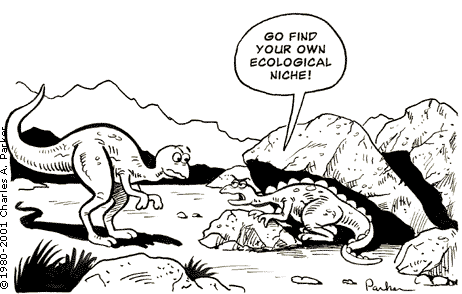 GO FIND
YOUR OWN
ECOLOGICAL
NICHE!
Parker
©1980-2001 Charles A. Parker